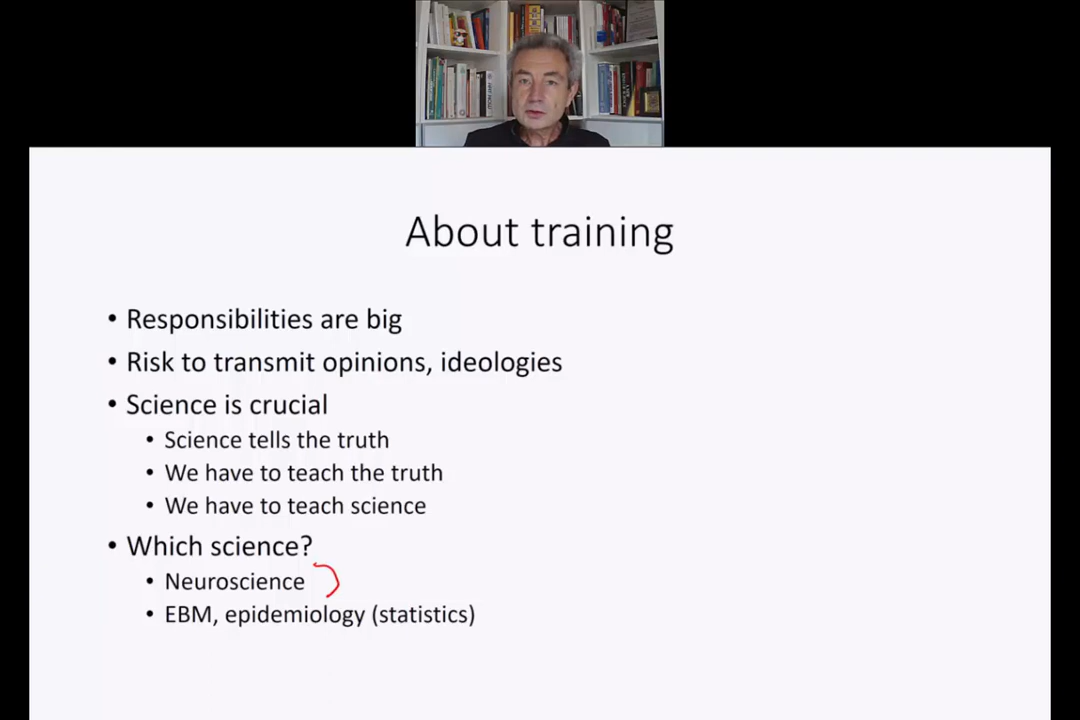 About training
• Responsibilities are big
• Risk to transmit opinions, ideologies
• Science is crucial
• Science tells the truth
• We have to teach the truth
• We have to teach science
• Which science?
• Neuroscience
• EBM, epidemiology (statistics)